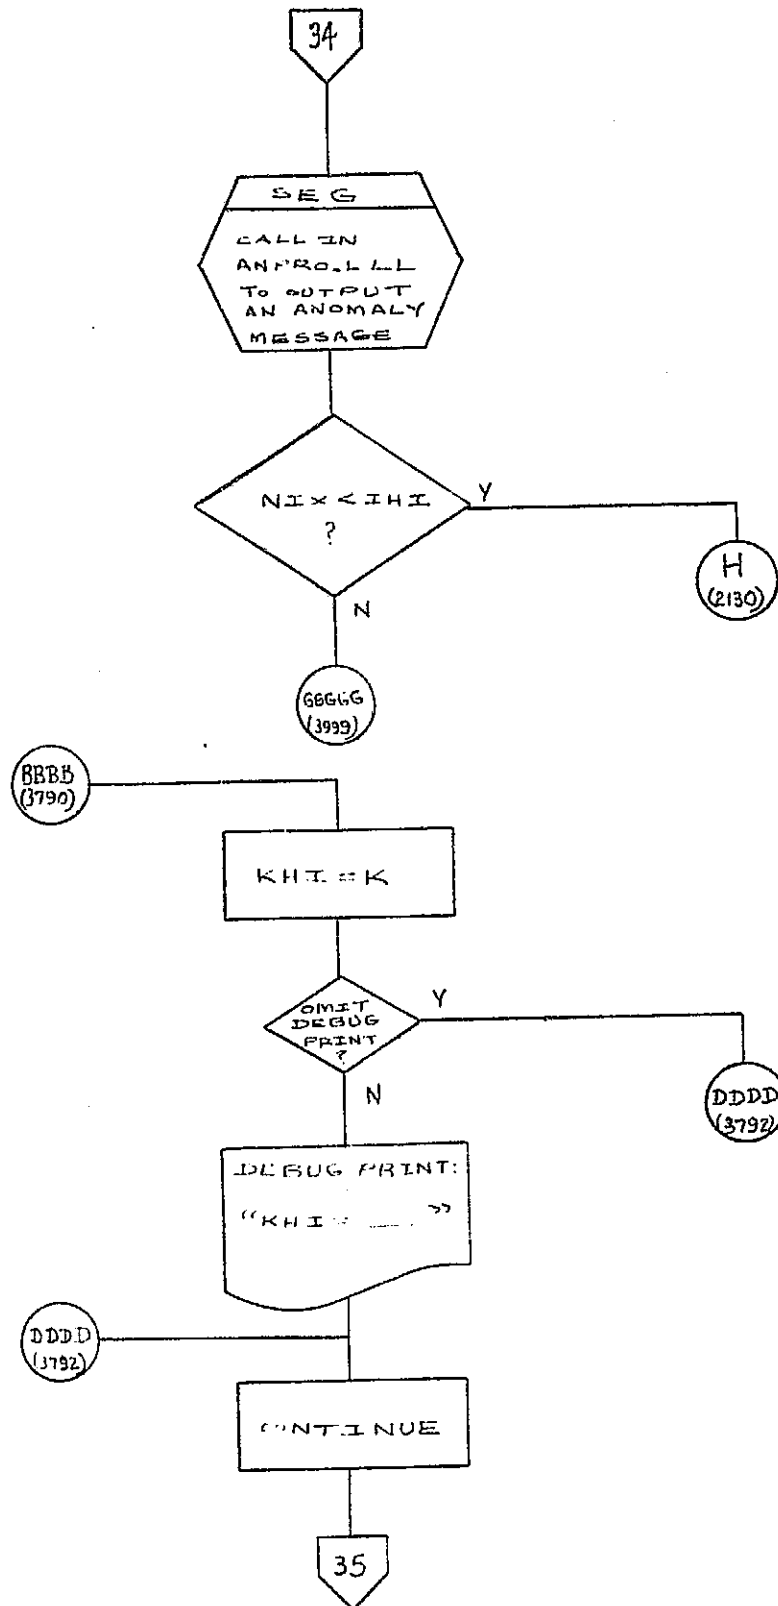 34
SEG
CALL IN
ANPRO.LLL
TO OUTPUT
AN ANOMALY
MESSAGE
NIX < IHI
?
Y
H
(2130)
N
GGGGG
(3999)
BBBB
(3790)
KHI = K
OMIT
DEBUG
PRINT
?
Y
DDDD
(3792)
N
DEBUG PRINT:
"KHI = ___"
DDDD
(3792)
CONTINUE
35